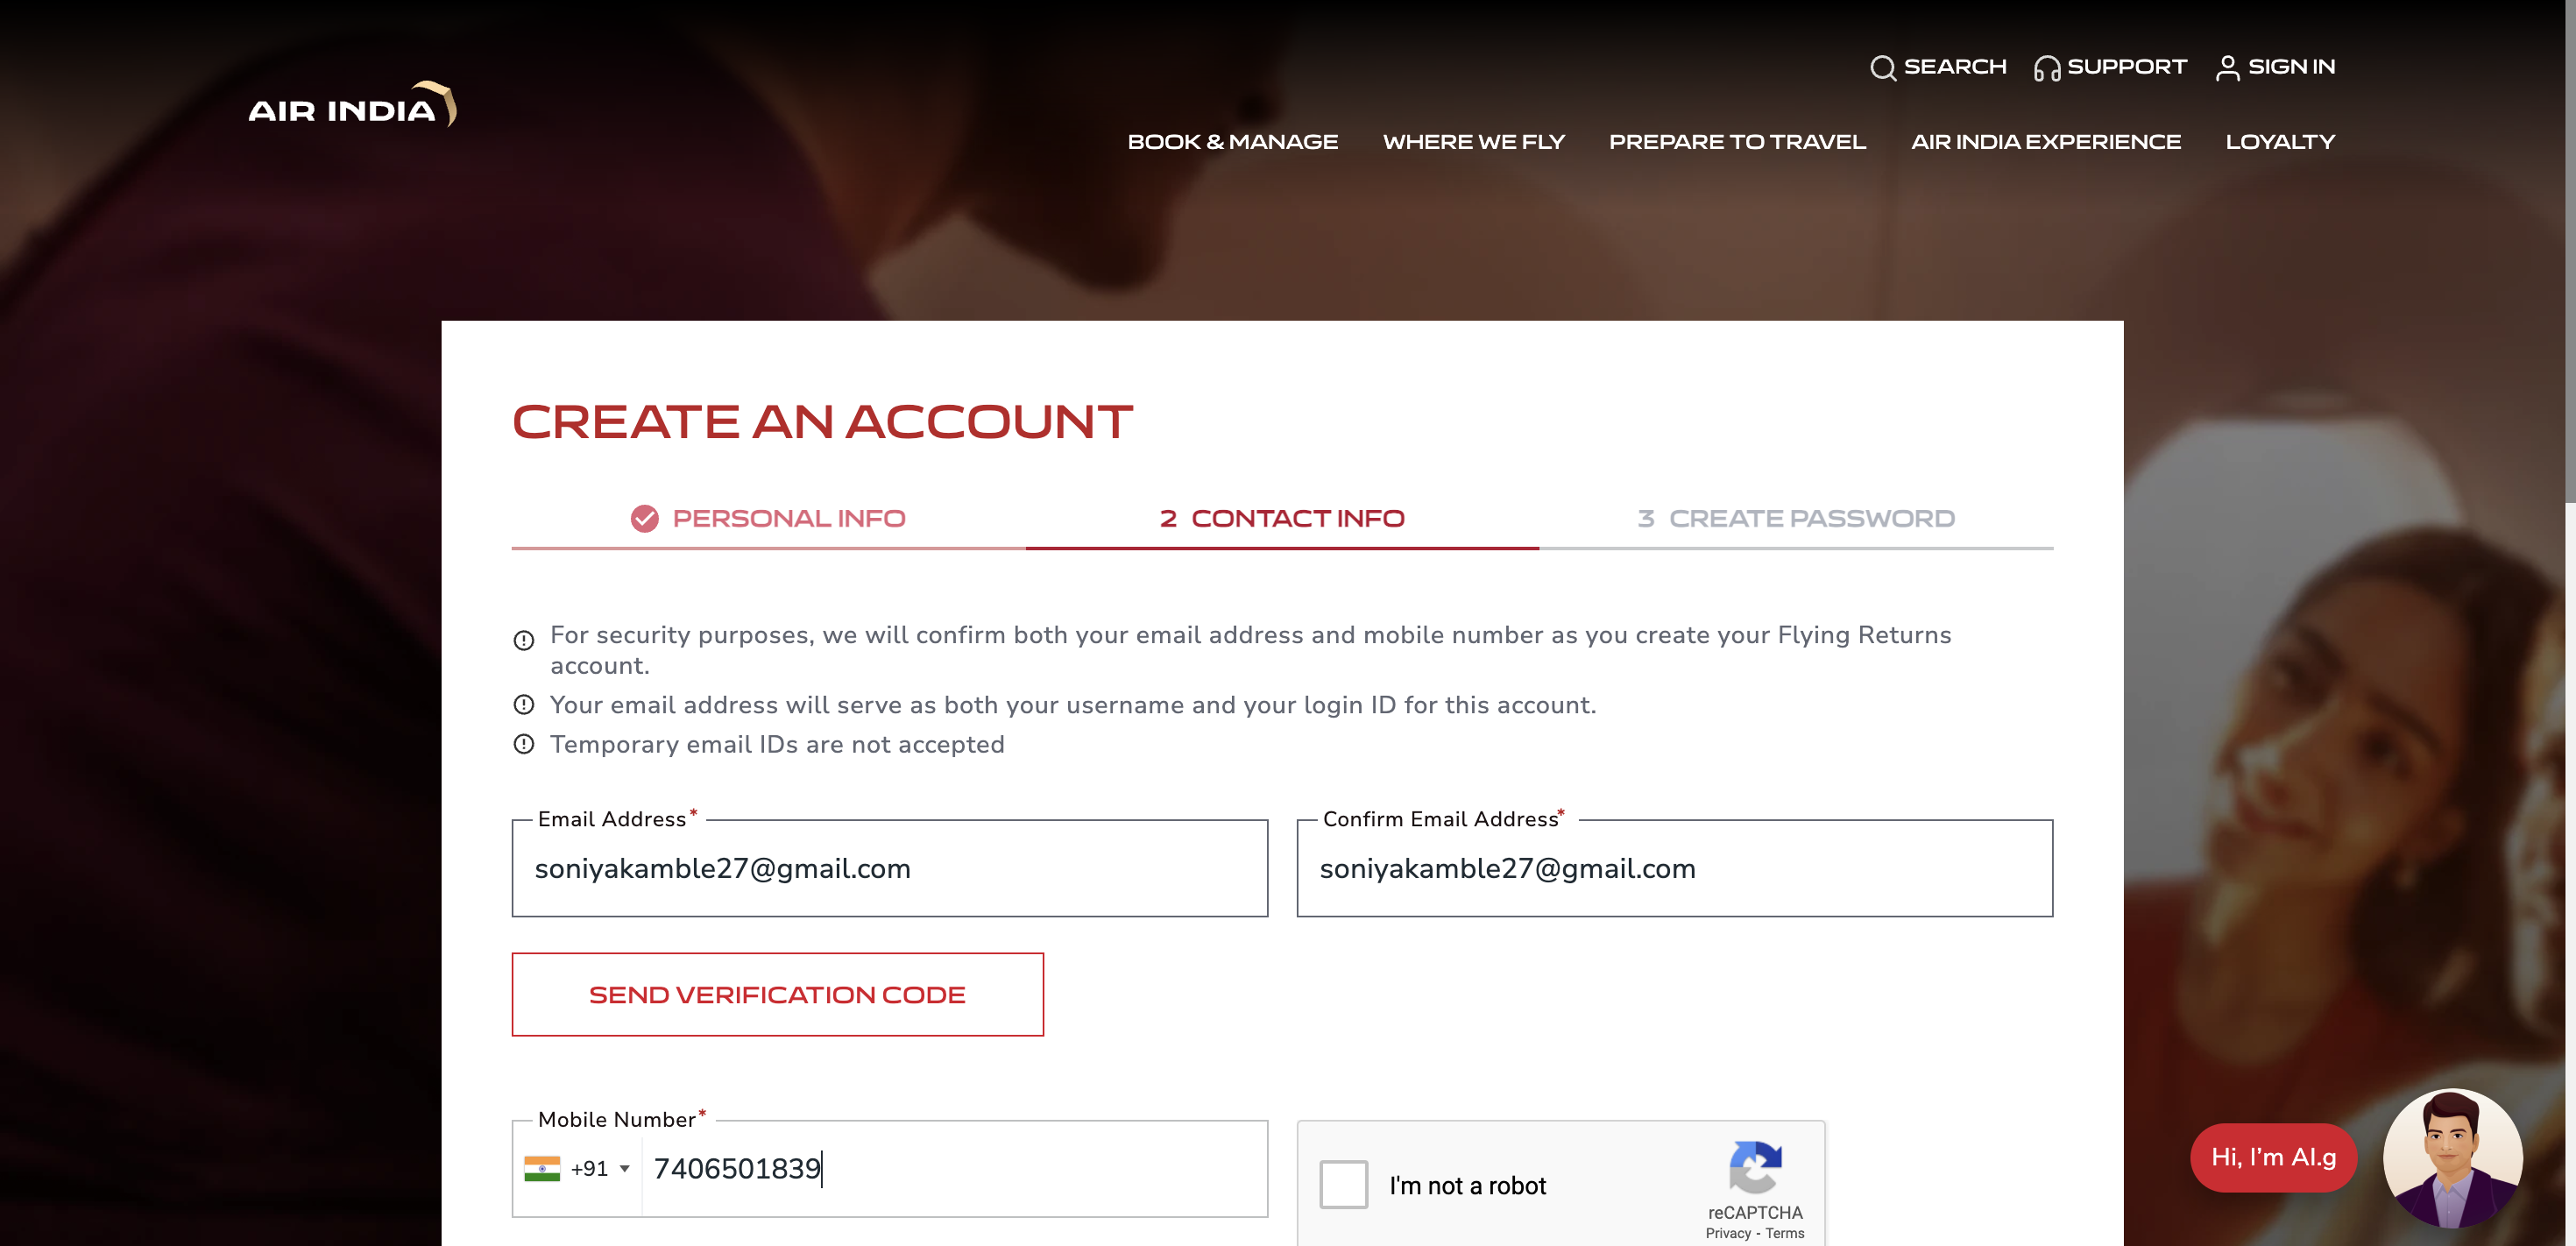 SEARCH SUPPORT SIGN IN
AIR INDIA
BOOK & MANAGE WHERE WE FLY PREPARE TO TRAVEL AIR INDIA EXPERIENCE LOYALTY
CREATE AN ACCOUNT
PERSONAL INFO 2 CONTACT INFO 3 CREATE PASSWORD
For security purposes, we will confirm both your email address and mobile number as you create your Flying Returns
account.
Your email address will serve as both your username and your login ID for this account.
Temporary email IDs are not accepted
Email Address* Confirm Email Address*
soniyakamble27@gmail.com soniyakamble27@gmail.com
SEND VERIFICATION CODE
Mobile Number*
+91 7406501839
I'm not a robot
reCAPTCHA
Privacy - Terms
Hi, I'm AI.g